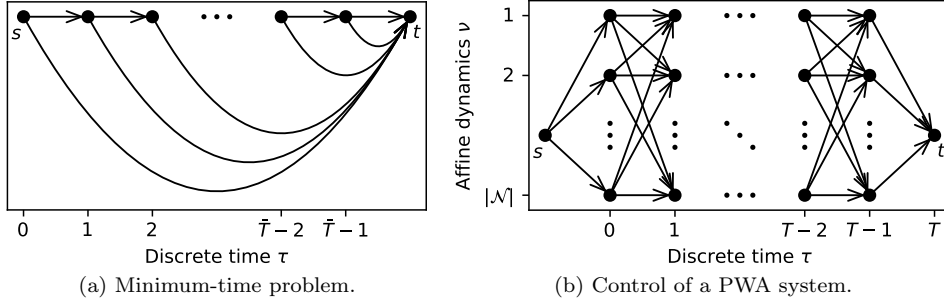 s
t
0 1 2 T̄ − 2 T̄ − 1
Discrete time τ
(a) Minimum-time problem.
Affine dynamics ν
1
2
|𝒩|
s
t
0 1 T − 2 T − 1 T
Discrete time τ
(b) Control of a PWA system.